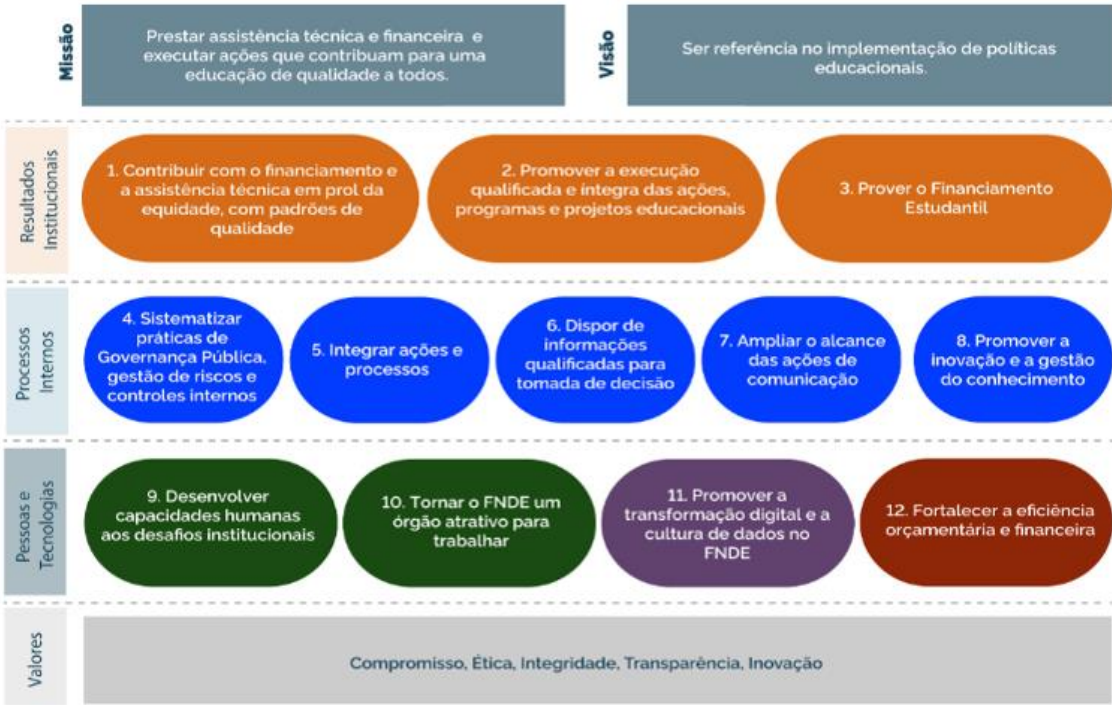 Missão
Prestar assistência técnica e financeira e
executar ações que contribuam para uma
educação de qualidade a todos.
Visão
Ser referência no implementação de políticas
educacionais.
Resultados
Institucionais
1. Contribuir com o financiamento e
a assistência técnica em prol da
equidade, com padrões de
qualidade
2. Promover a execução
qualificada e íntegra das ações,
programas e projetos educacionais
3. Prover o Financiamento
Estudantil
Processos
Internos
4. Sistematizar
práticas de
Governança Pública,
gestão de riscos e
controles internos
5. Integrar ações e
processos
6. Dispor de
informações
qualificadas para
tomada de decisão
7. Ampliar o alcance
das ações de
comunicação
8. Promover a
inovação e a gestão
do conhecimento
Pessoas e
Tecnologias
9. Desenvolver
capacidades humanas
aos desafios institucionais
10. Tornar o FNDE um
órgão atrativo para
trabalhar
11. Promover a
transformação digital e a
cultura de dados no
FNDE
12. Fortalecer a eficiência
orçamentária e financeira
Valores
Compromisso, Ética, Integridade, Transparência, Inovação